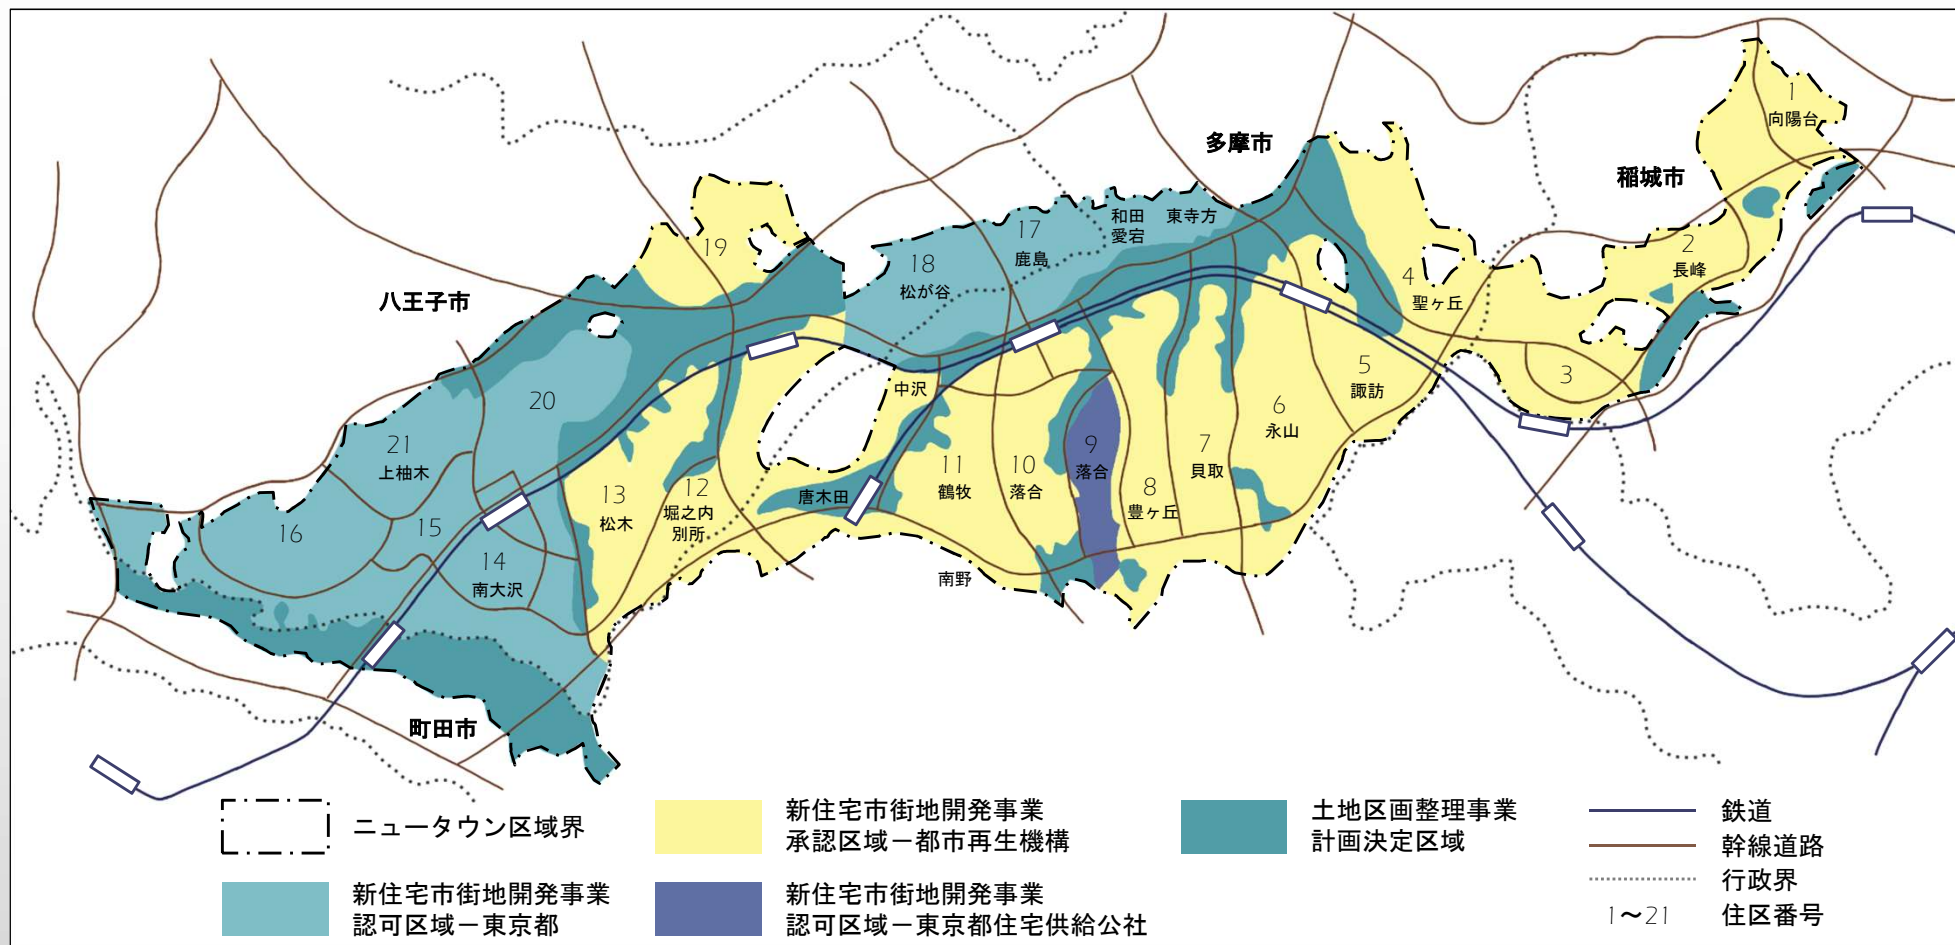 1
向陽台
多摩市
稲城市
19
17
鹿島
和田
愛宕
東寺方
18
松が谷
2
長峰
4
聖ヶ丘
八王子市
中沢
5
諏訪
3
20
6
永山
21
上柚木
9
落合
7
貝取
11
鶴牧
10
落合
8
豊ヶ丘
13
松木
12
堀之内
別所
唐木田
16
15
14
南大沢
南野
町田市
ニュータウン区域界
新住宅市街地開発事業
承認区域－都市再生機構
土地区画整理事業
計画決定区域
鉄道
幹線道路
行政界
1〜21 住区番号
新住宅市街地開発事業
認可区域－東京都
新住宅市街地開発事業
認可区域－東京都住宅供給公社